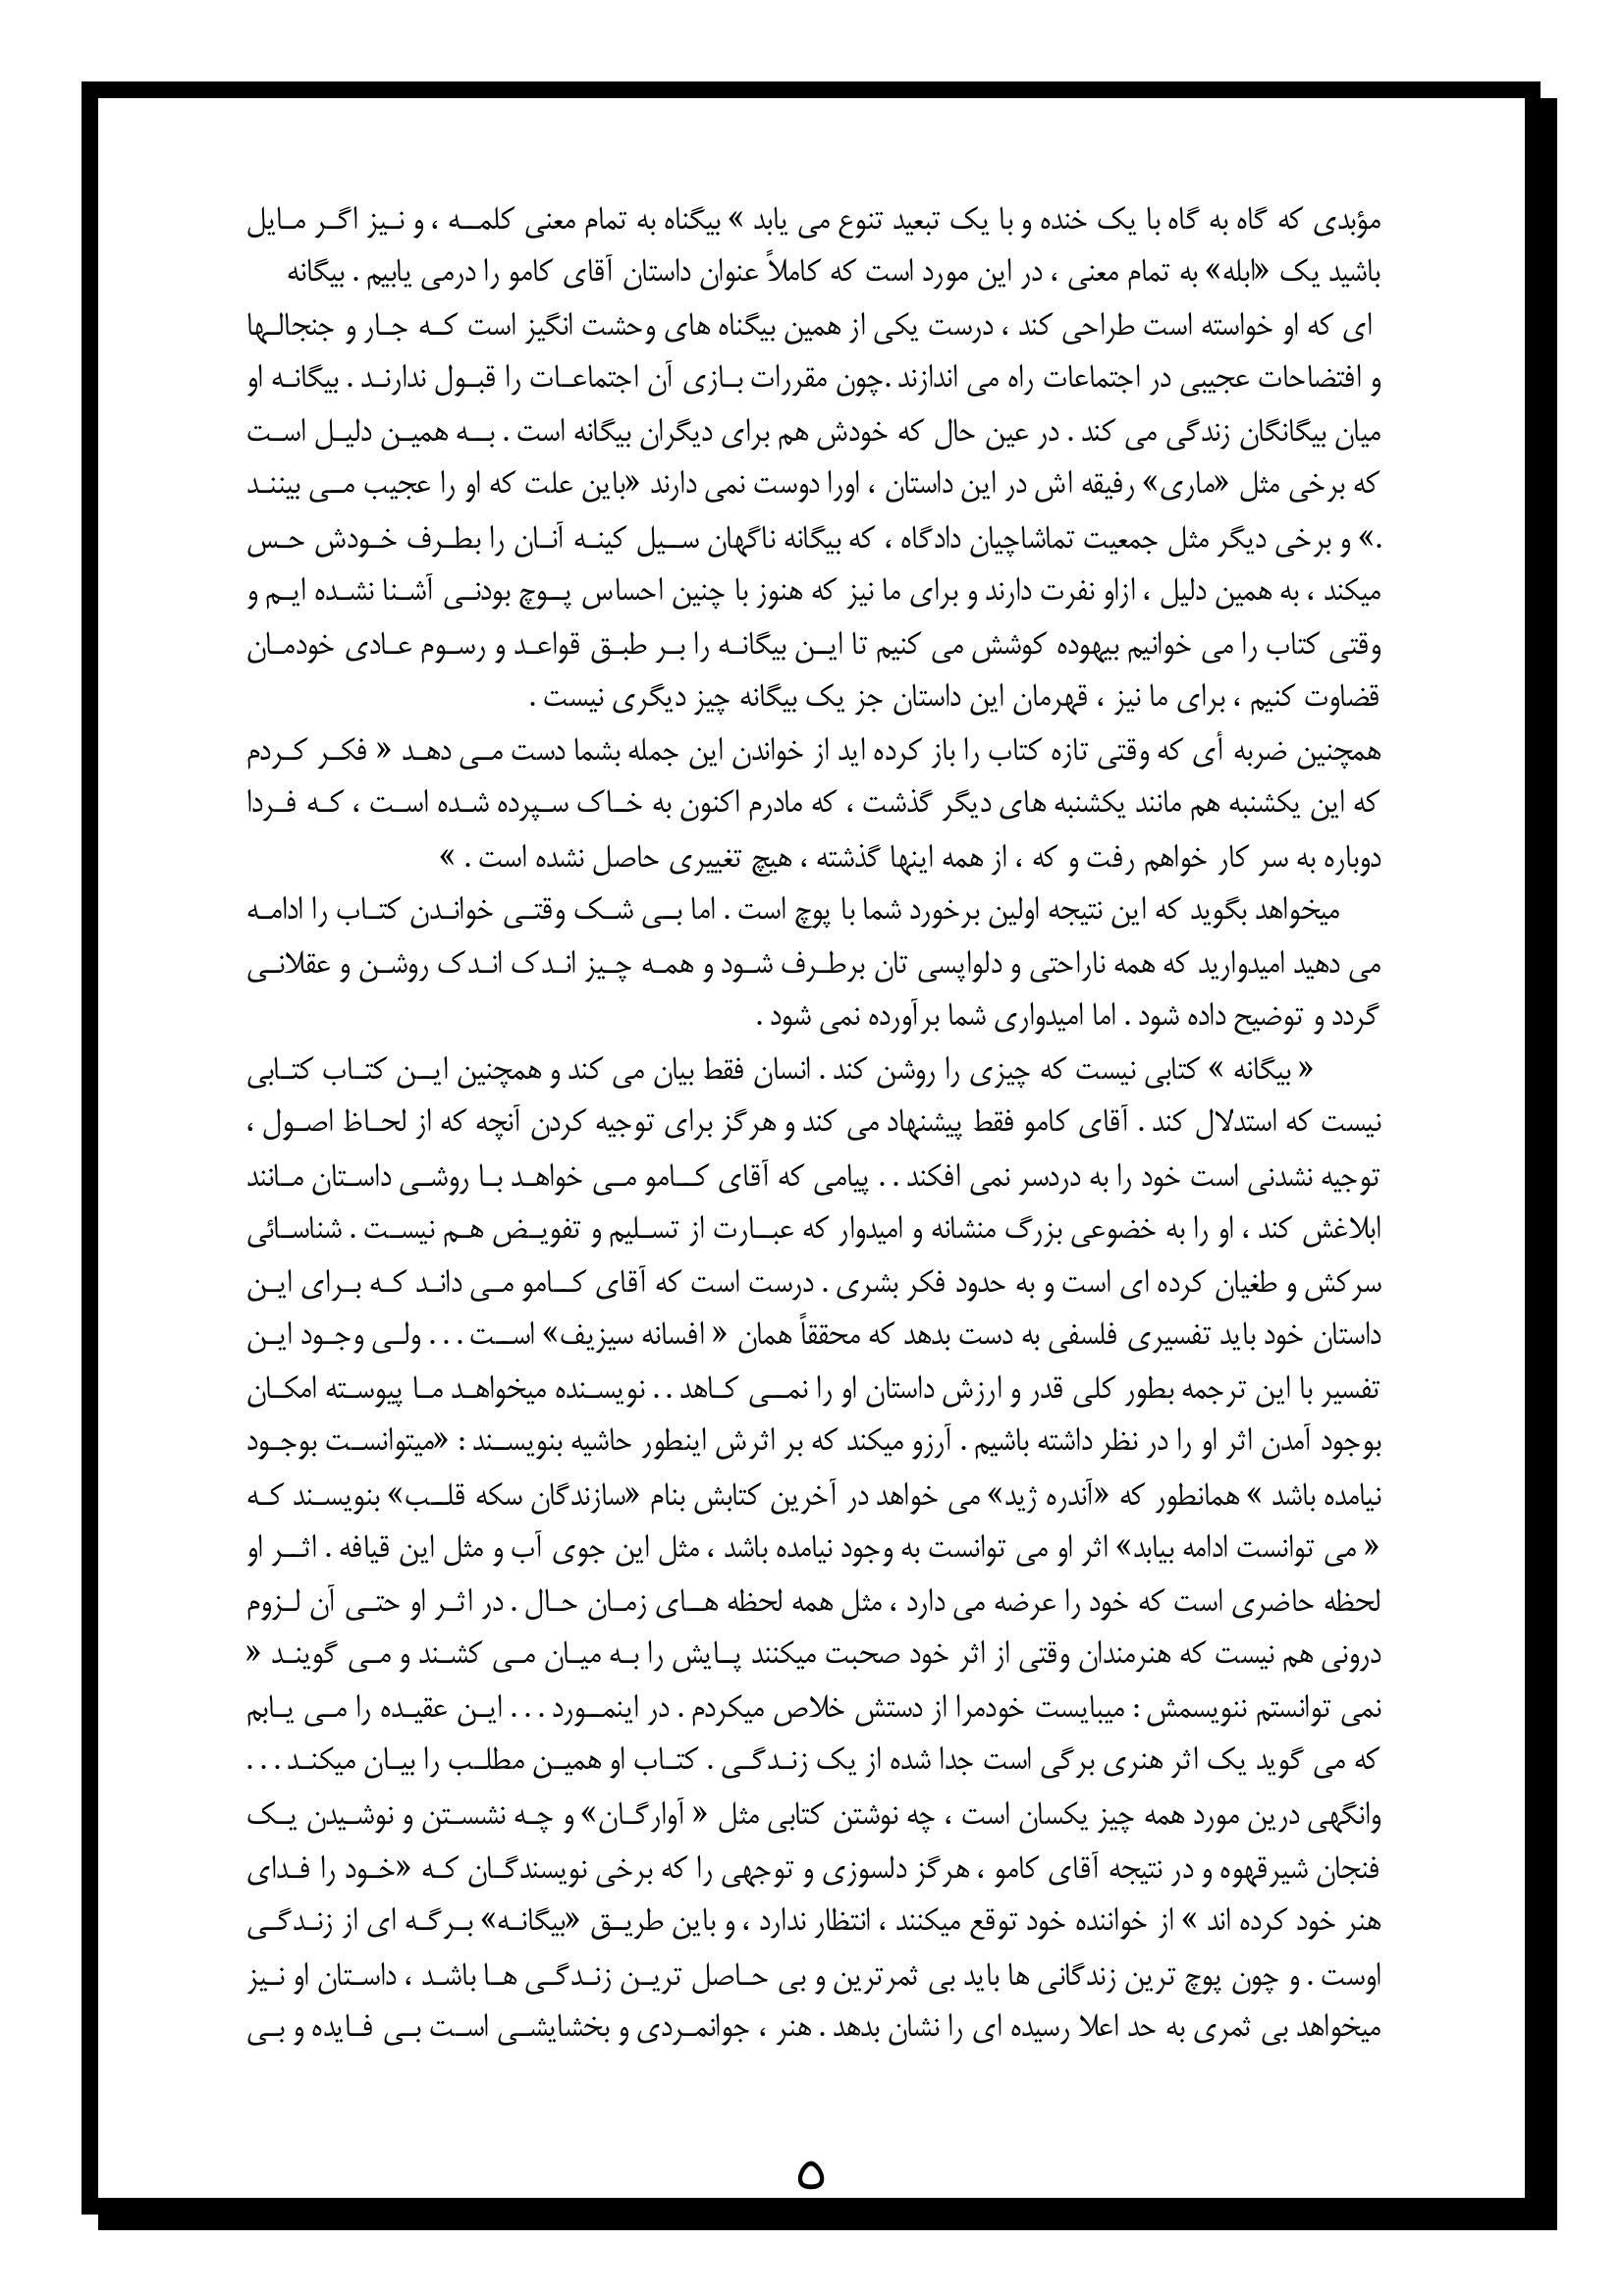 مؤبدی که گاه به گاه با یک خنده و با یک تبعید تنوع می یابد » بیگناه به تمام معنی کلمه ، و نیز اگر مایل
باشید یک «ابله» به تمام معنی ، در این مورد است که کاملاً عنوان داستان آقای کامو را درمی یابیم . بیگانه
ای که او خواسته است طراحی کند ، درست یکی از همین بیگناه های وحشت انگیز است که جار و جنجالها
و افتضاحات عجیبی در اجتماعات راه می اندازند .چون مقررات بازی آن اجتماعات را قبول ندارند . بیگانه او
میان بیگانگان زندگی می کند . در عین حال که خودش هم برای دیگران بیگانه است . به همین دلیل است
که برخی مثل «ماری» رفیقه اش در این داستان ، اورا دوست نمی دارند «باین علت که او را عجیب می بینند
.» و برخی دیگر مثل جمعیت تماشاچیان دادگاه ، که بیگانه ناگهان سیل کینه آنان را بطرف خودش حس
میکند ، به همین دلیل ، ازاو نفرت دارند و برای ما نیز که هنوز با چنین احساس پوچ بودنی آشنا نشده ایم و
وقتی کتاب را می خوانیم بیهوده کوشش می کنیم تا این بیگانه را بر طبق قواعد و رسوم عادی خودمان
قضاوت کنیم ، برای ما نیز ، قهرمان این داستان جز یک بیگانه چیز دیگری نیست .
همچنین ضربه أی که وقتی تازه کتاب را باز کرده اید از خواندن این جمله بشما دست می دهد « فکر کردم
که این یکشنبه هم مانند یکشنبه های دیگر گذشت ، که مادرم اکنون به خاک سپرده شده است ، که فردا
دوباره به سر کار خواهم رفت و که ، از همه اینها گذشته ، هیچ تغییری حاصل نشده است . »
میخواهد بگوید که این نتیجه اولین برخورد شما با پوچ است . اما بی شک وقتی خواندن کتاب را ادامه
می دهید امیدوارید که همه ناراحتی و دلواپسی تان برطرف شود و همه چیز اندک اندک روشن و عقلانی
گردد و توضیح داده شود . اما امیدواری شما برآورده نمی شود .
« بیگانه » کتابی نیست که چیزی را روشن کند . انسان فقط بیان می کند و همچنین این کتاب کتابی
نیست که استدلال کند . آقای کامو فقط پیشنهاد می کند و هرگز برای توجیه کردن آنچه که از لحاظ اصول ،
توجیه نشدنی است خود را به دردسر نمی افکند . . پیامی که آقای کامو می خواهد با روشی داستان مانند
ابلاغش کند ، او را به خضوعی بزرگ منشانه و امیدوار که عبارت از تسلیم و تفویض هم نیست . شناسائی
سرکش و طغیان کرده ای است و به حدود فکر بشری . درست است که آقای کامو می داند که برای این
داستان خود باید تفسیری فلسفی به دست بدهد که محققاً همان « افسانه سیزیف» است . . . ولی وجود این
تفسیر با این ترجمه بطور کلی قدر و ارزش داستان او را نمی کاهد . . نویسنده میخواهد ما پیوسته امکان
بوجود آمدن اثر او را در نظر داشته باشیم . آرزو میکند که بر اثرش اینطور حاشیه بنویسند : «میتوانست بوجود
نیامده باشد » همانطور که «آندره ژید» می خواهد در آخرین کتابش بنام «سازندگان سکه قلب» بنویسند که
« می توانست ادامه بیابد» اثر او می توانست به وجود نیامده باشد ، مثل این جوی آب و مثل این قیافه . اثر او
لحظه حاضری است که خود را عرضه می دارد ، مثل همه لحظه های زمان حال . در اثر او حتی آن لزوم
درونی هم نیست که هنرمندان وقتی از اثر خود صحبت میکنند پایش را به میان می کشند و می گویند «
نمی توانستم ننویسمش : میبایست خودمرا از دستش خلاص میکردم . در اینمورد . . . این عقیده را می یابم
که می گوید یک اثر هنری برگی است جدا شده از یک زندگی . کتاب او همین مطلب را بیان میکند . . .
وانگهی درین مورد همه چیز یکسان است ، چه نوشتن کتابی مثل « آوارگان» و چه نشستن و نوشیدن یک
فنجان شیرقهوه و در نتیجه آقای کامو ، هرگز دلسوزی و توجهی را که برخی نویسندگان که «خود را فدای
هنر خود کرده اند » از خواننده خود توقع میکنند ، انتظار ندارد ، و باین طریق «بیگانه» برگه ای از زندگی
اوست . و چون پوچ ترین زندگانی ها باید بی ثمرترین و بی حاصل ترین زندگی ها باشد ، داستان او نیز
میخواهد بی ثمری به حد اعلا رسیده ای را نشان بدهد . هنر ، جوانمردی و بخشایشی است بی فایده و بی
۵